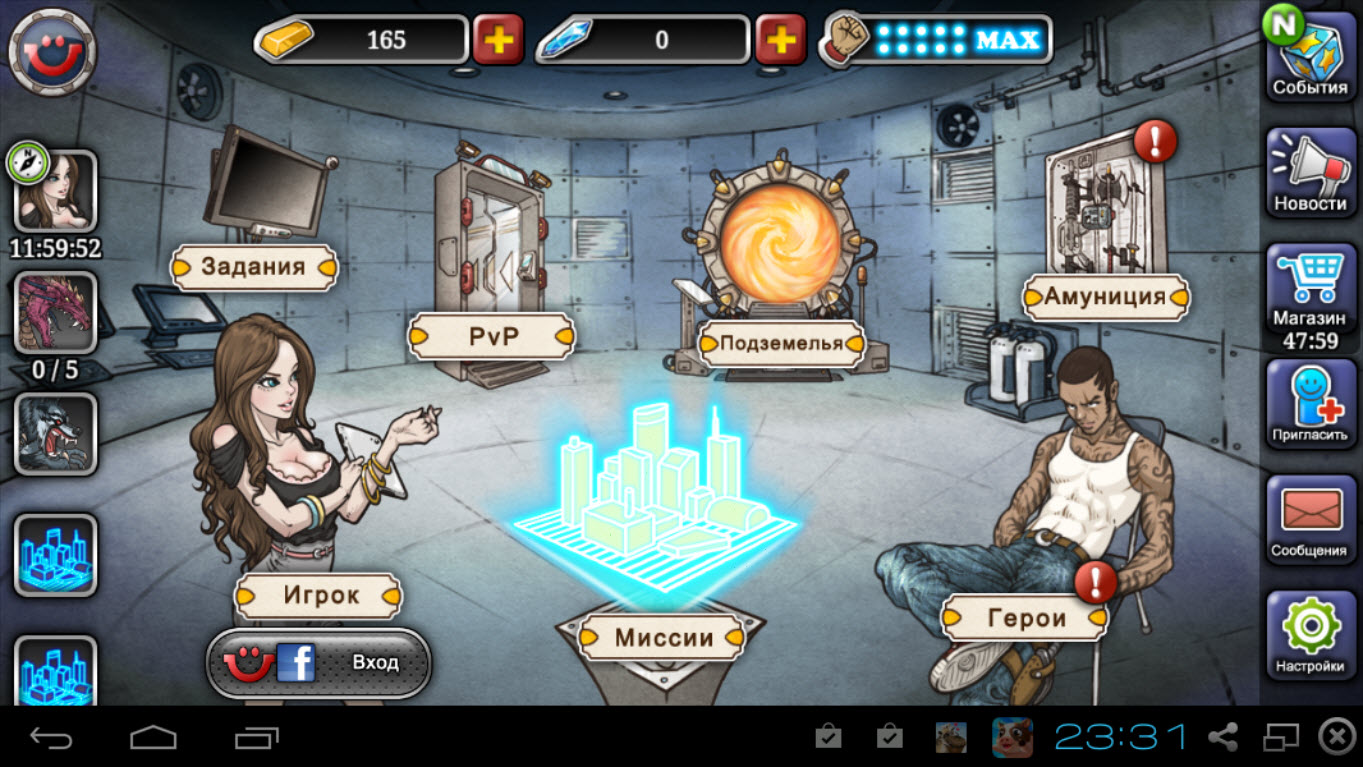 165
0
MAX
N
События
N
11:59:52
Задания
PvP
Подземелья
!
Амуниция
Новости
Магазин
47:59
0 / 5
Пригласить
Сообщения
Игрок
Миссии
!
Герои
f
Вход
Настройки
23:31